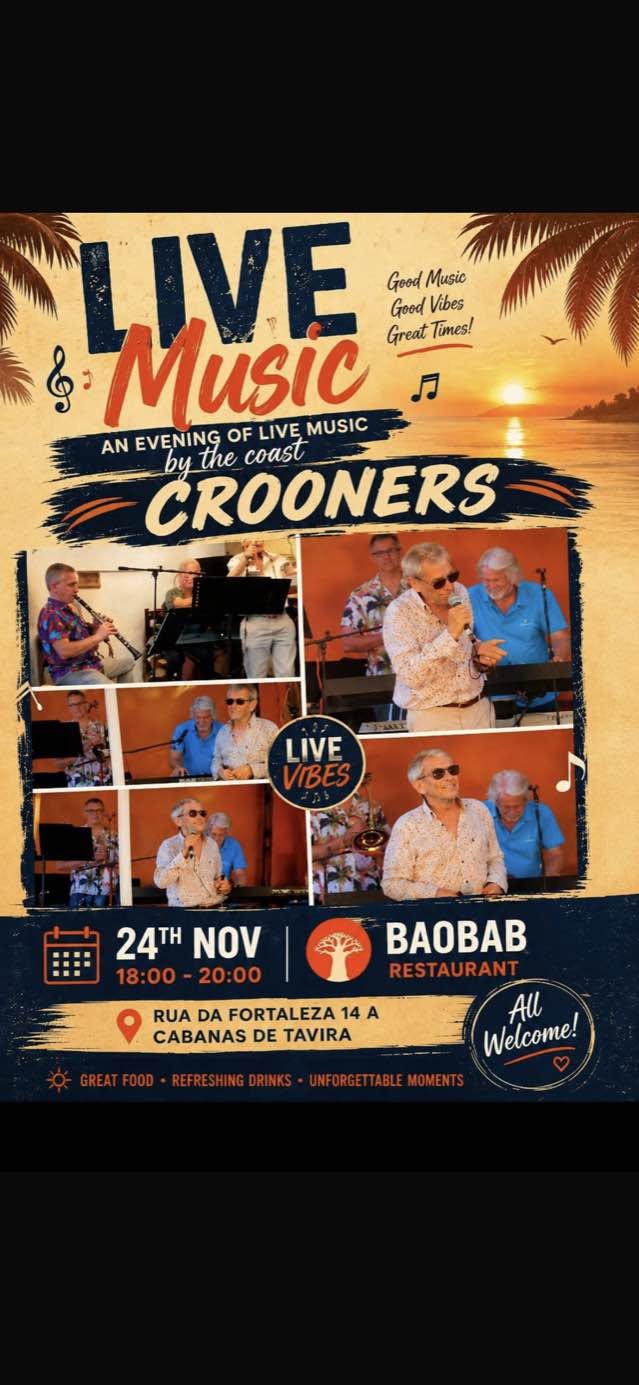 LIVE
Music
Good Music
Good Vibes
Great Times!
AN EVENING OF LIVE MUSIC
by the coast
CROONERS
LIVE
VIBES
24TH NOV
18:00 - 20:00
BAOBAB
RESTAURANT
RUA DA FORTALEZA 14 A
CABANAS DE TAVIRA
All
Welcome!
GREAT FOOD • REFRESHING DRINKS • UNFORGETTABLE MOMENTS